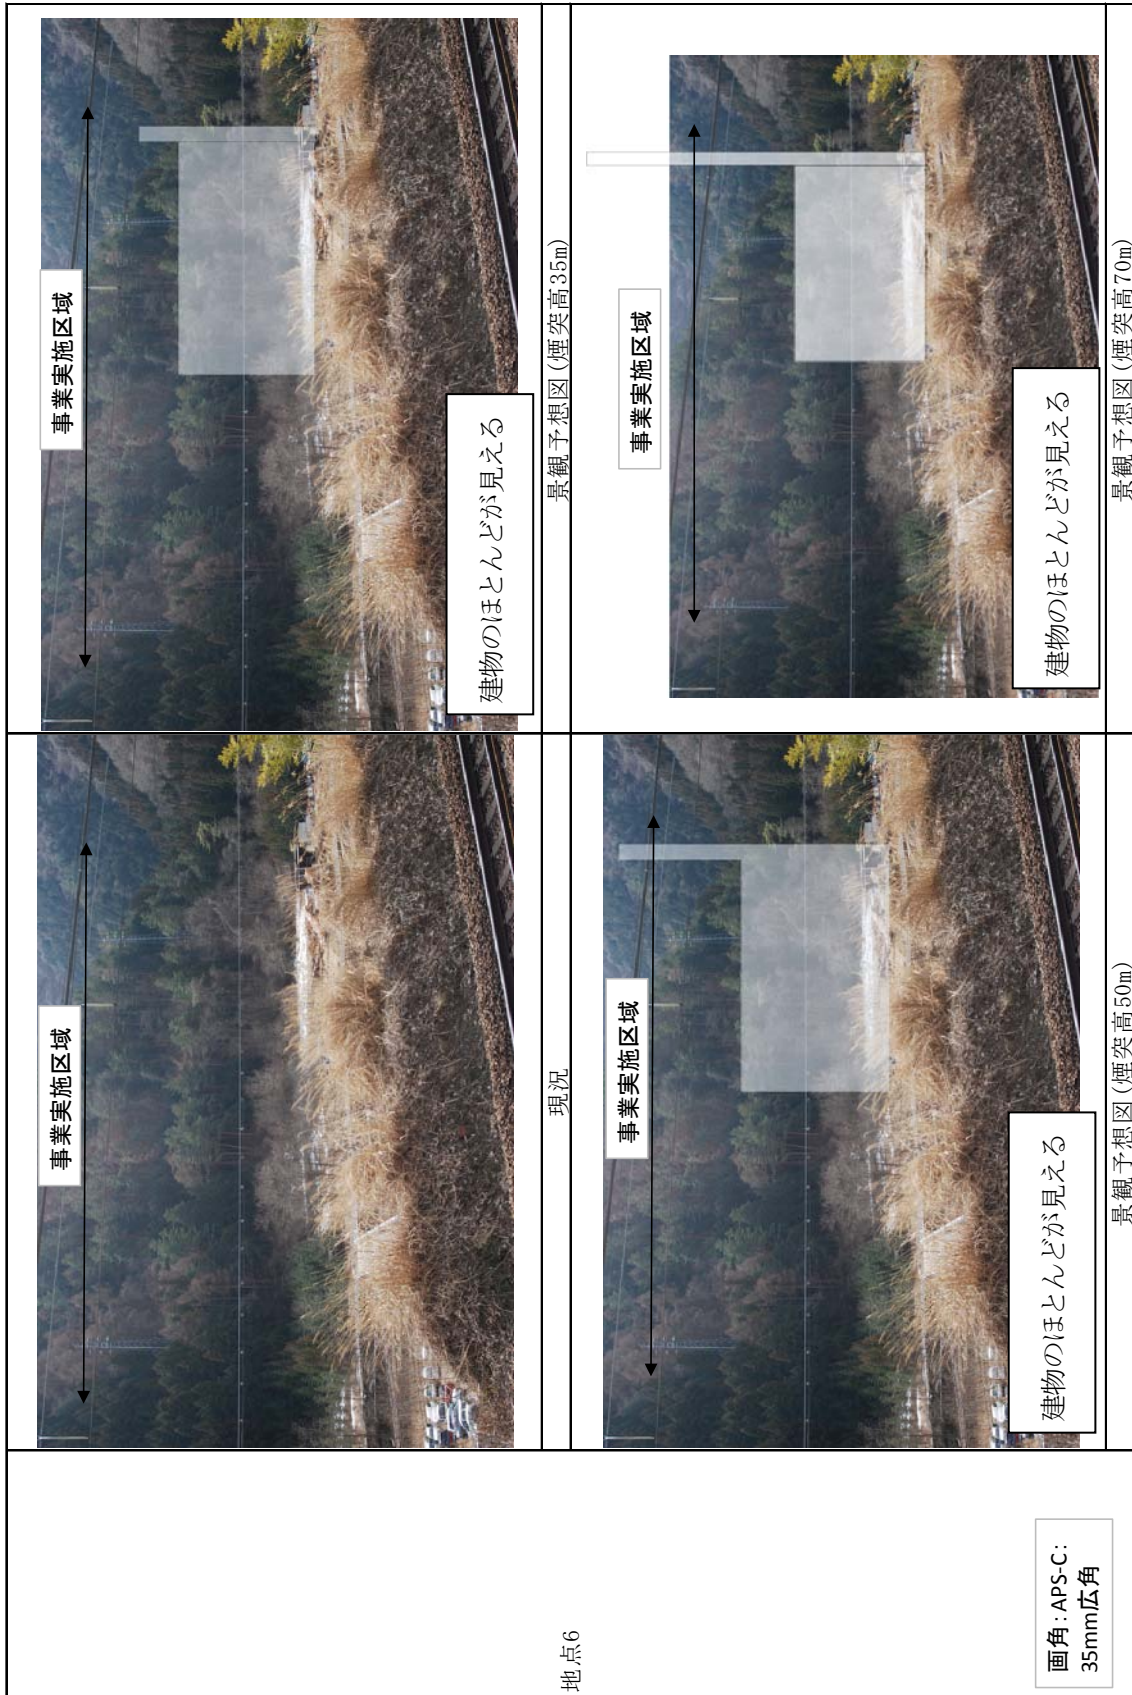 地点6
画角：APS-C：
35mm広角
事業実施区域
現況
事業実施区域
建物のほとんどが見える
景観予想図（煙突高35m）
事業実施区域
建物のほとんどが見える
景観予想図（煙突高50m）
事業実施区域
建物のほとんどが見える
景観予想図（煙突高70m）